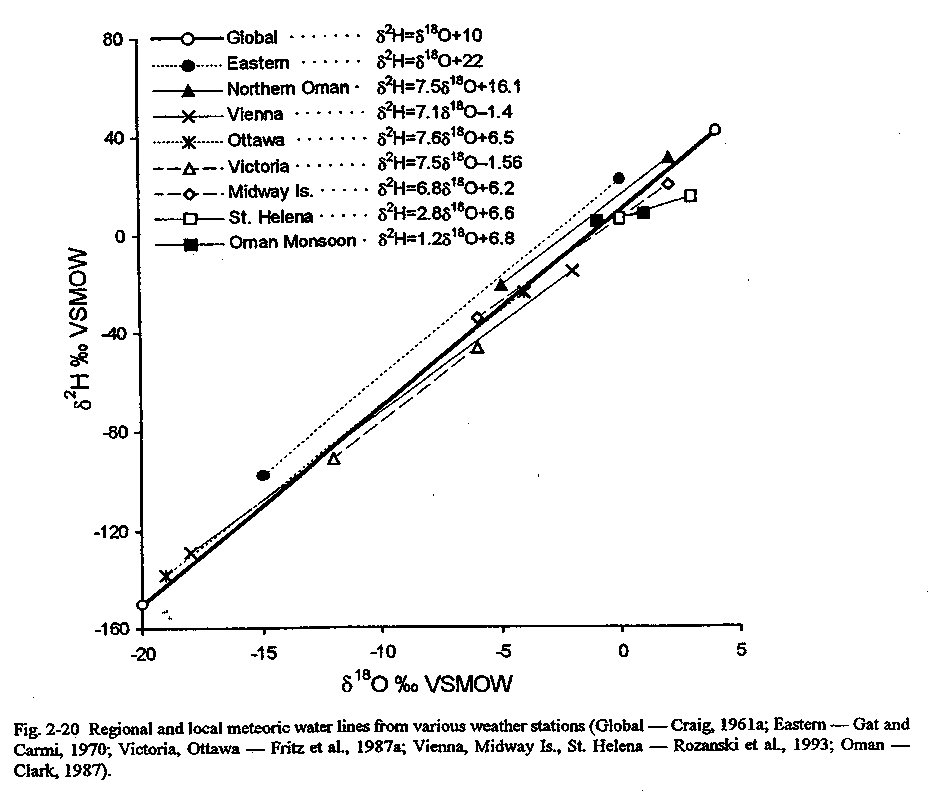 80
Global · · · · · · · δ²H=δ¹⁸O+10
Eastern · · · · · · δ²H=δ¹⁸O+22
Northern Oman · δ²H=7.5δ¹⁸O+16.1
Vienna · · · · · · · δ²H=7.1δ¹⁸O–1.4
Ottawa · · · · · · · δ²H=7.6δ¹⁸O+6.5
Victoria · · · · · · · δ²H=7.5δ¹⁸O–1.56
Midway Is. · · · · · · δ²H=6.8δ¹⁸O+6.2
St. Helena · · · · · δ²H=2.8δ¹⁸O+6.6
Oman Monsoon · δ²H=1.2δ¹⁸O+6.8
40
0
-40
-80
-120
-160
δ²H ‰ VSMOW
-20 -15 -10 -5 0 5
δ¹⁸O ‰ VSMOW
Fig. 2-20 Regional and local meteoric water lines from various weather stations (Global — Craig, 1961a; Eastern — Gat and
Carmi, 1970; Victoria, Ottawa — Fritz et al., 1987a; Vienna, Midway Is., St. Helena — Rozanski et al., 1993; Oman —
Clark, 1987).